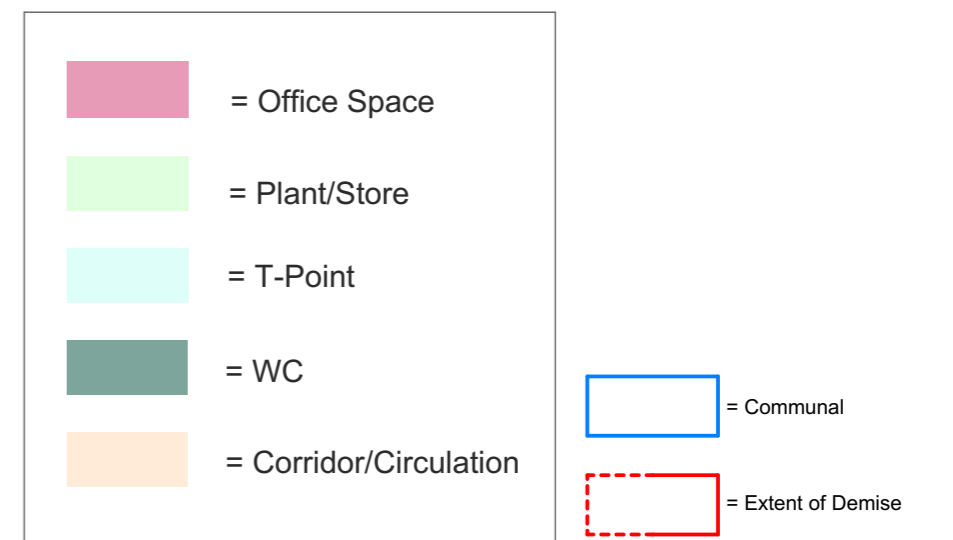 = Office Space
= Plant/Store
= T-Point
= WC
= Corridor/Circulation
= Communal
= Extent of Demise